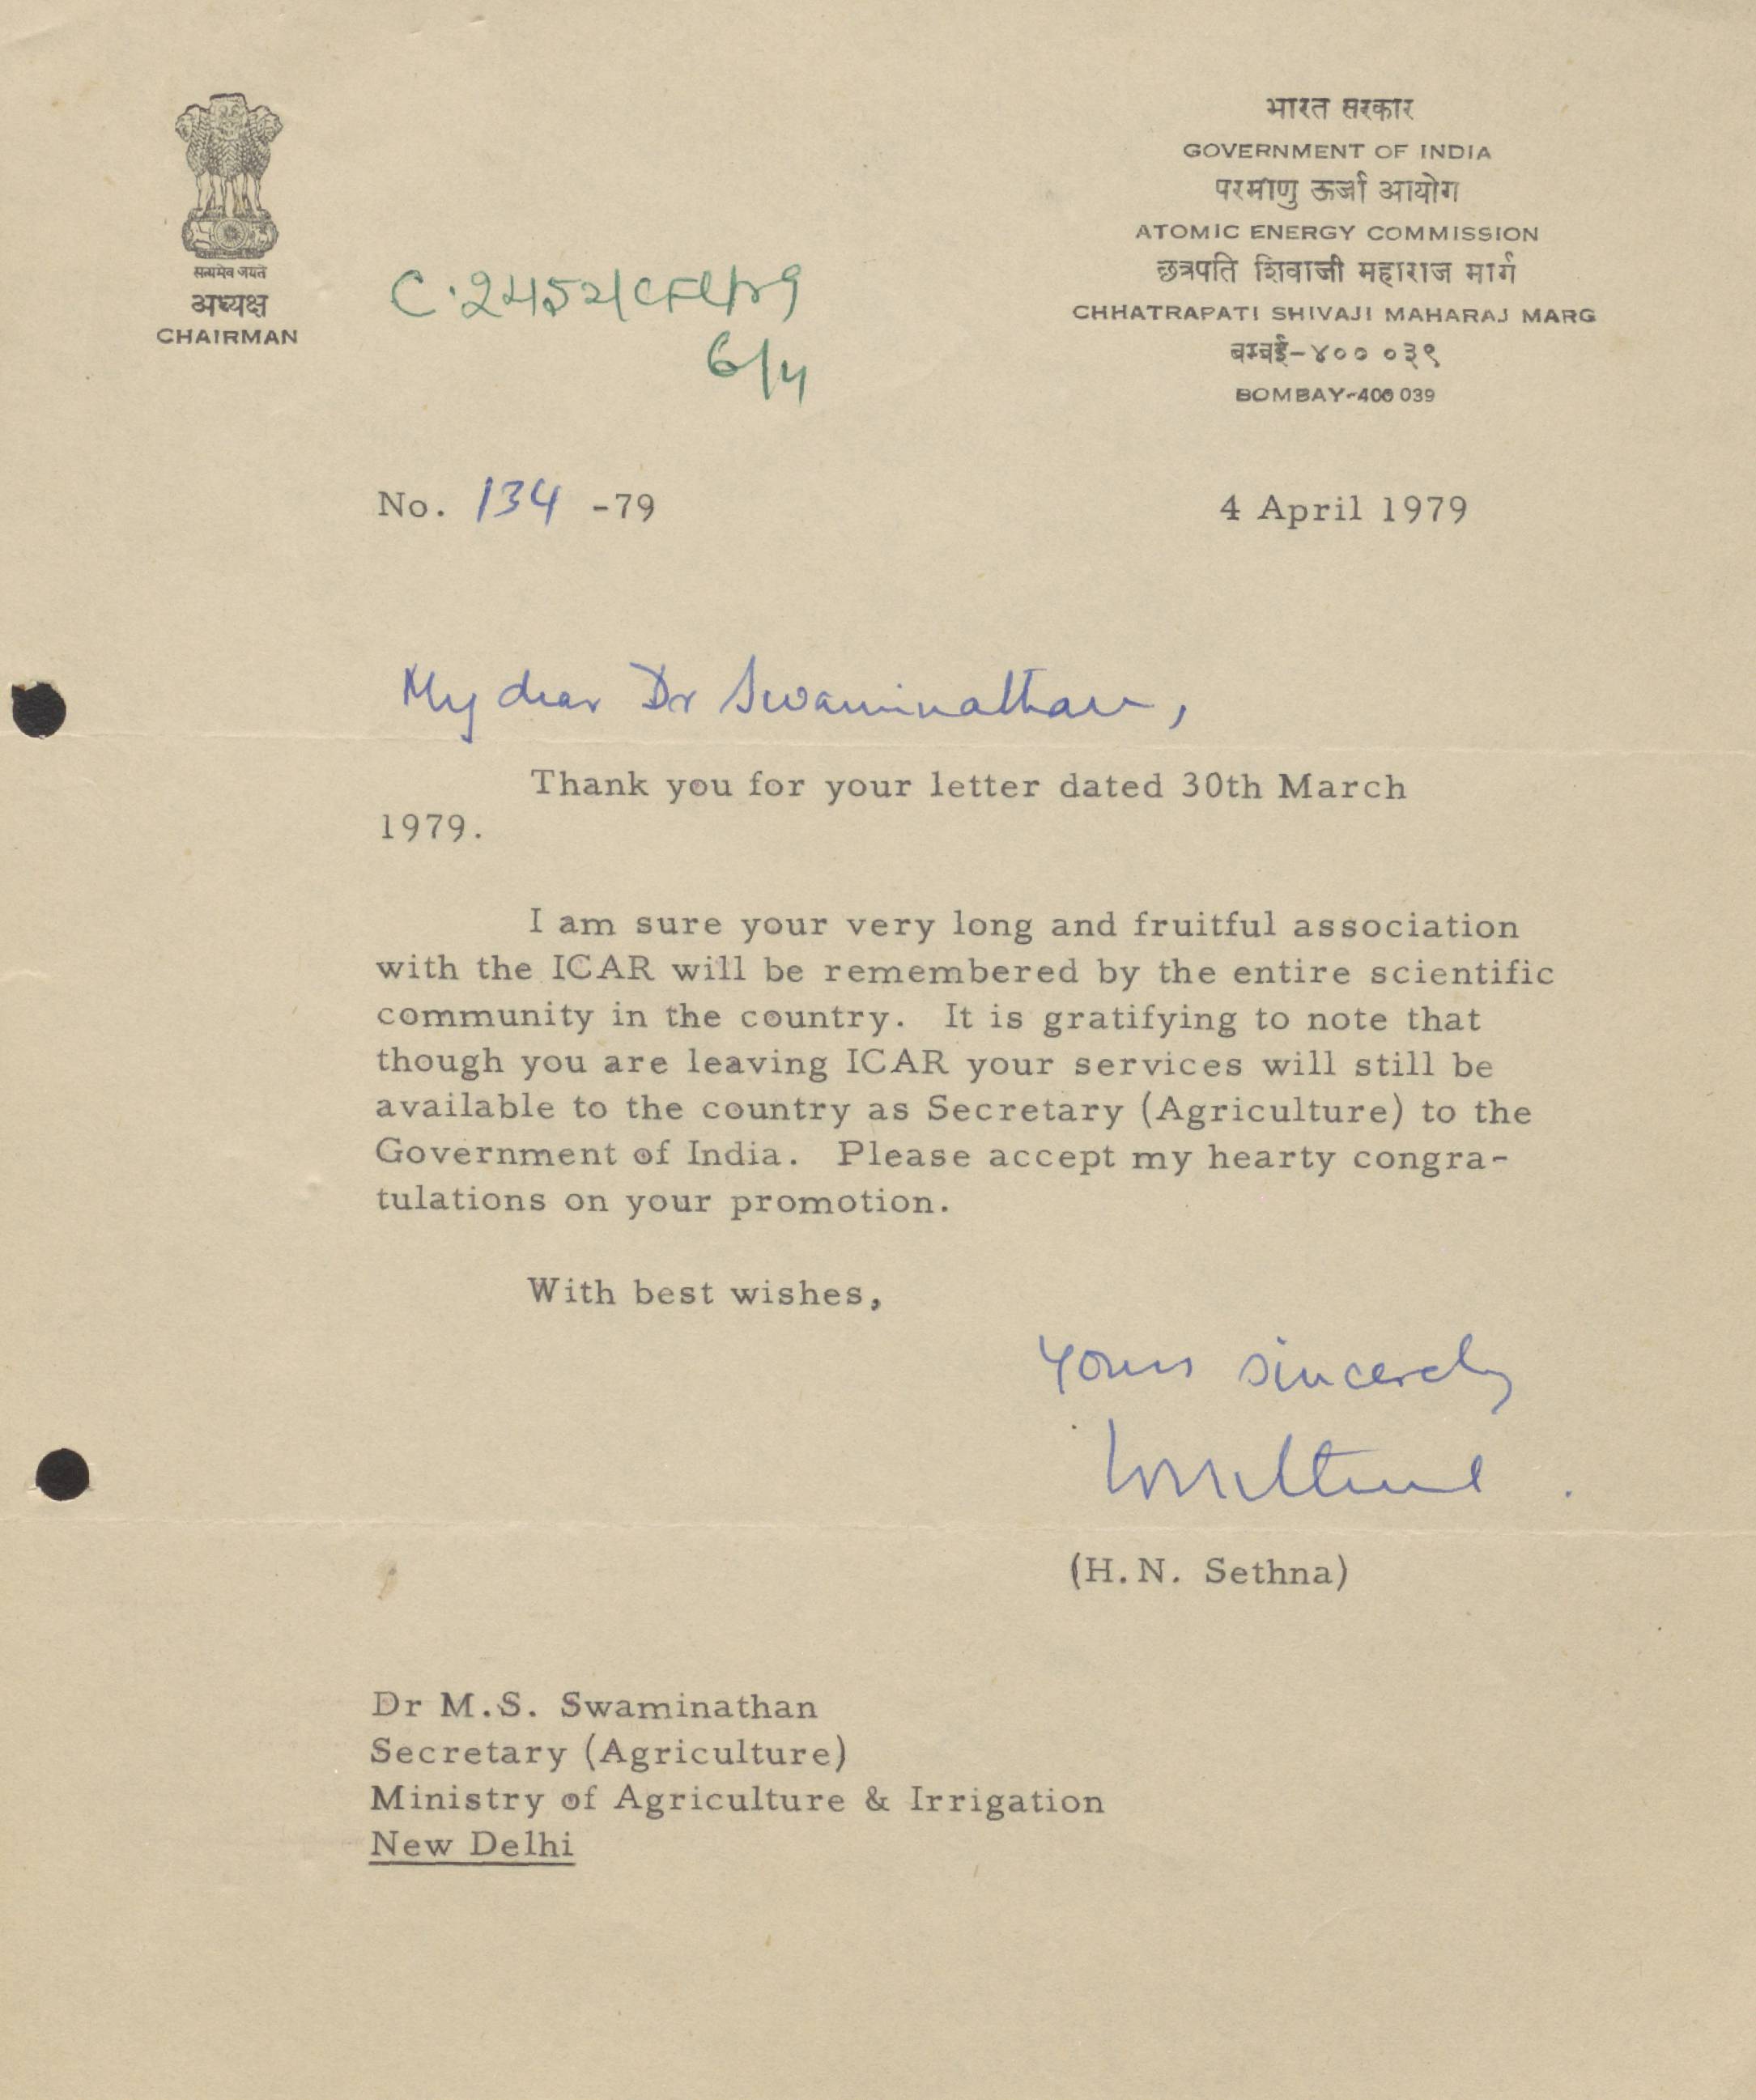 सत्यमेव जयते
अध्यक्ष
CHAIRMAN
भारत सरकार
GOVERNMENT OF INDIA
परमाणु ऊर्जा आयोग
ATOMIC ENERGY COMMISSION
छत्रपति शिवाजी महाराज मार्ग
CHHATRAPATI SHIVAJI MAHARAJ MARG
बम्बई-४०० ०३९
BOMBAY-400 039
6/4
No. 134 -79
4 April 1979
My dear Dr Swaminathan,
Thank you for your letter dated 30th March
1979.
I am sure your very long and fruitful association
with the ICAR will be remembered by the entire scientific
community in the country. It is gratifying to note that
though you are leaving ICAR your services will still be
available to the country as Secretary (Agriculture) to the
Government of India. Please accept my hearty congra-
tulations on your promotion.
With best wishes,
Yours sincerely
(H.N. Sethna)
Dr M.S. Swaminathan
Secretary (Agriculture)
Ministry of Agriculture & Irrigation
New Delhi